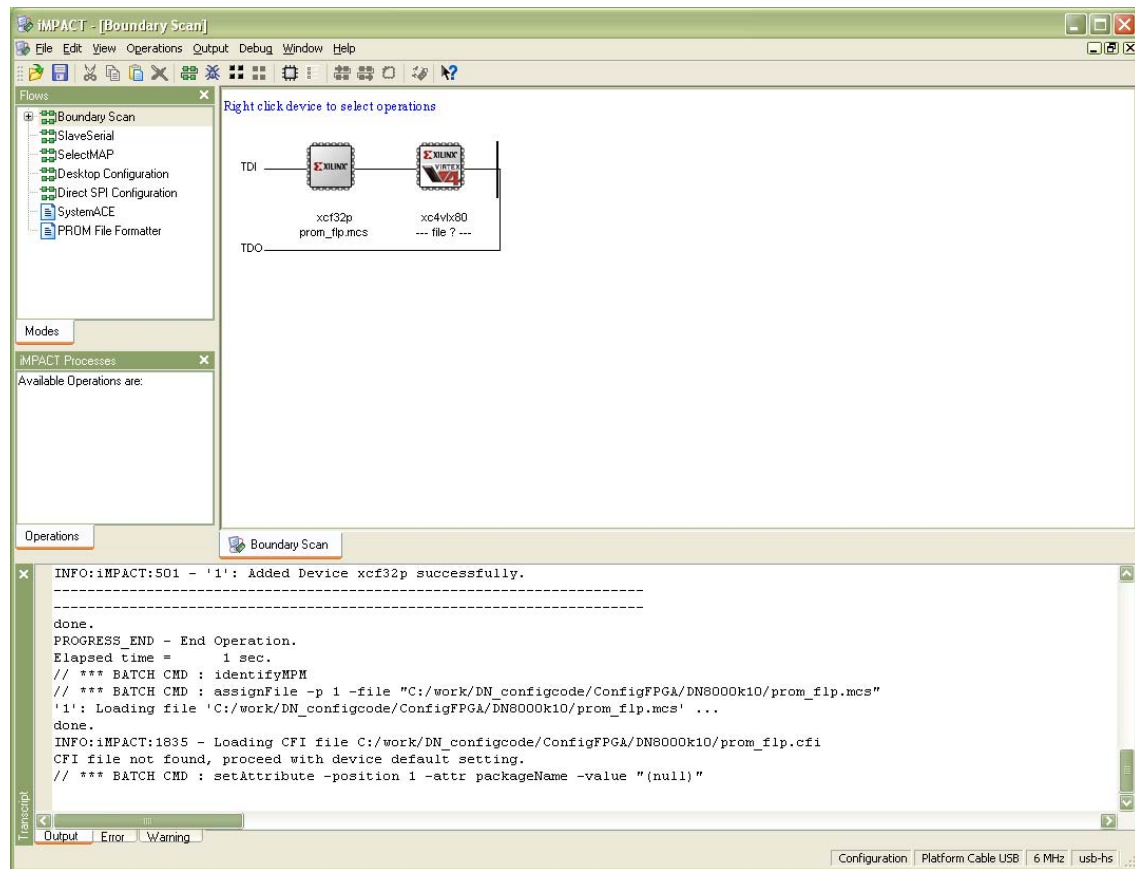 iMPACT - [Boundary Scan]
File Edit View Operations Output Debug Window Help
Flows
Boundary Scan
SlaveSerial
SelectMAP
Desktop Configuration
Direct SPI Configuration
SystemACE
PROM File Formatter
Modes
iMPACT Processes
Available Operations are:
Operations
Right click device to select operations
TDI
XILINX
XILINX
VIRTEX
4
xcf32p
prom_flp.mcs
xc4vlx80
--- file ? ---
TDO
Boundary Scan
INFO:iMPACT:501 - '1': Added Device xcf32p successfully.
----------------------------------------------------------------------
----------------------------------------------------------------------
done.
PROGRESS_END - End Operation.
Elapsed time =      1 sec.
// *** BATCH CMD : identifyMPM
// *** BATCH CMD : assignFile -p 1 -file "C:/work/DN_configcode/ConfigFPGA/DN8000k10/prom_flp.mcs"
'1': Loading file 'C:/work/DN_configcode/ConfigFPGA/DN8000k10/prom_flp.mcs' ...
done.
INFO:iMPACT:1835 - Loading CFI file C:/work/DN_configcode/ConfigFPGA/DN8000k10/prom_flp.cfi
CFI file not found, proceed with device default setting.
// *** BATCH CMD : setAttribute -position 1 -attr packageName -value "(null)"
Transcript
Output Error Warning
Configuration Platform Cable USB 6 MHz usb-hs